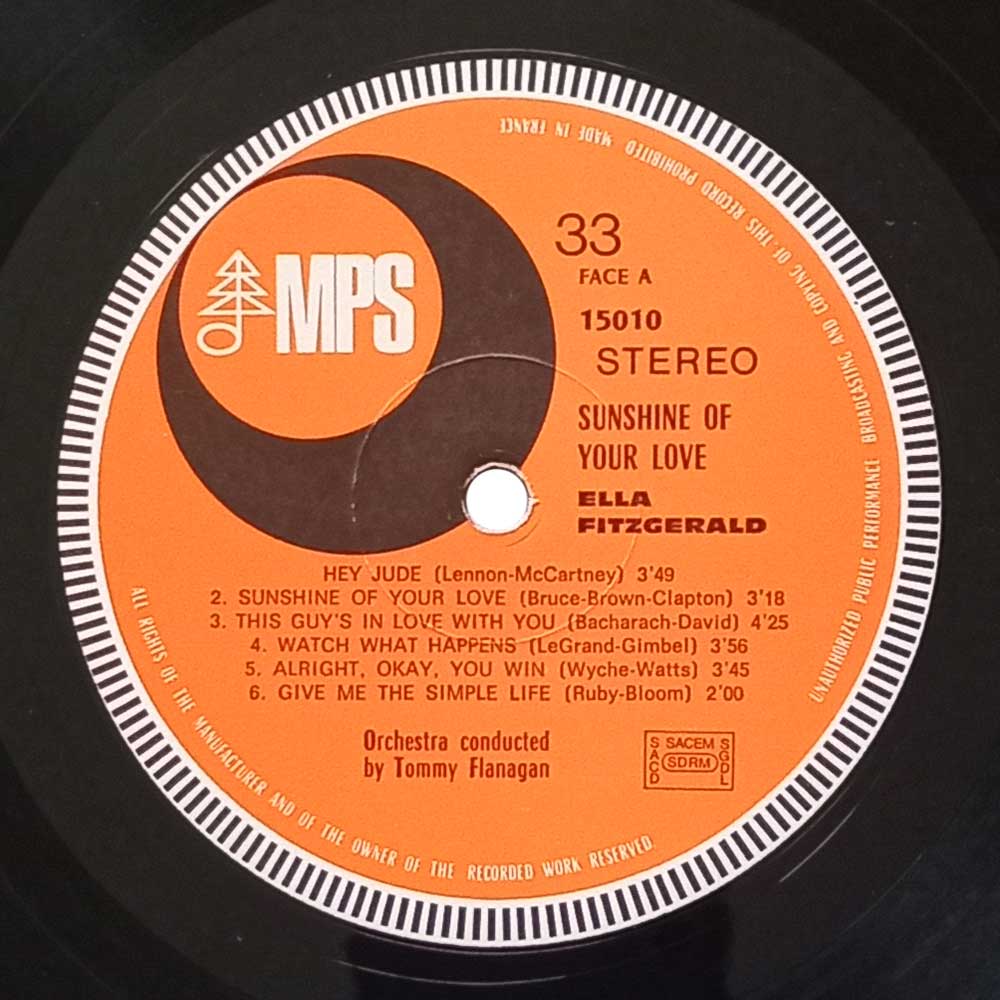 MPS
33
FACE A
15010
STEREO
SUNSHINE OF
YOUR LOVE
ELLA
FITZGERALD
HEY JUDE (Lennon-McCartney) 3'49
2. SUNSHINE OF YOUR LOVE (Bruce-Brown-Clapton) 3'18
3. THIS GUY'S IN LOVE WITH YOU (Bacharach-David) 4'25
4. WATCH WHAT HAPPENS (LeGrand-Gimbel) 3'56
5. ALRIGHT, OKAY, YOU WIN (Wyche-Watts) 3'45
6. GIVE ME THE SIMPLE LIFE (Ruby-Bloom) 2'00
Orchestra conducted
by Tommy Flanagan
SACD
SACEM
SDRM
SGDL
ALL RIGHTS OF THE MANUFACTURER AND OF THE OWNER OF THE RECORDED WORK RESERVED.
UNAUTHORIZED PUBLIC PERFORMANCE BROADCASTING AND COPYING OF THIS RECORD PROHIBITED MADE IN FRANCE